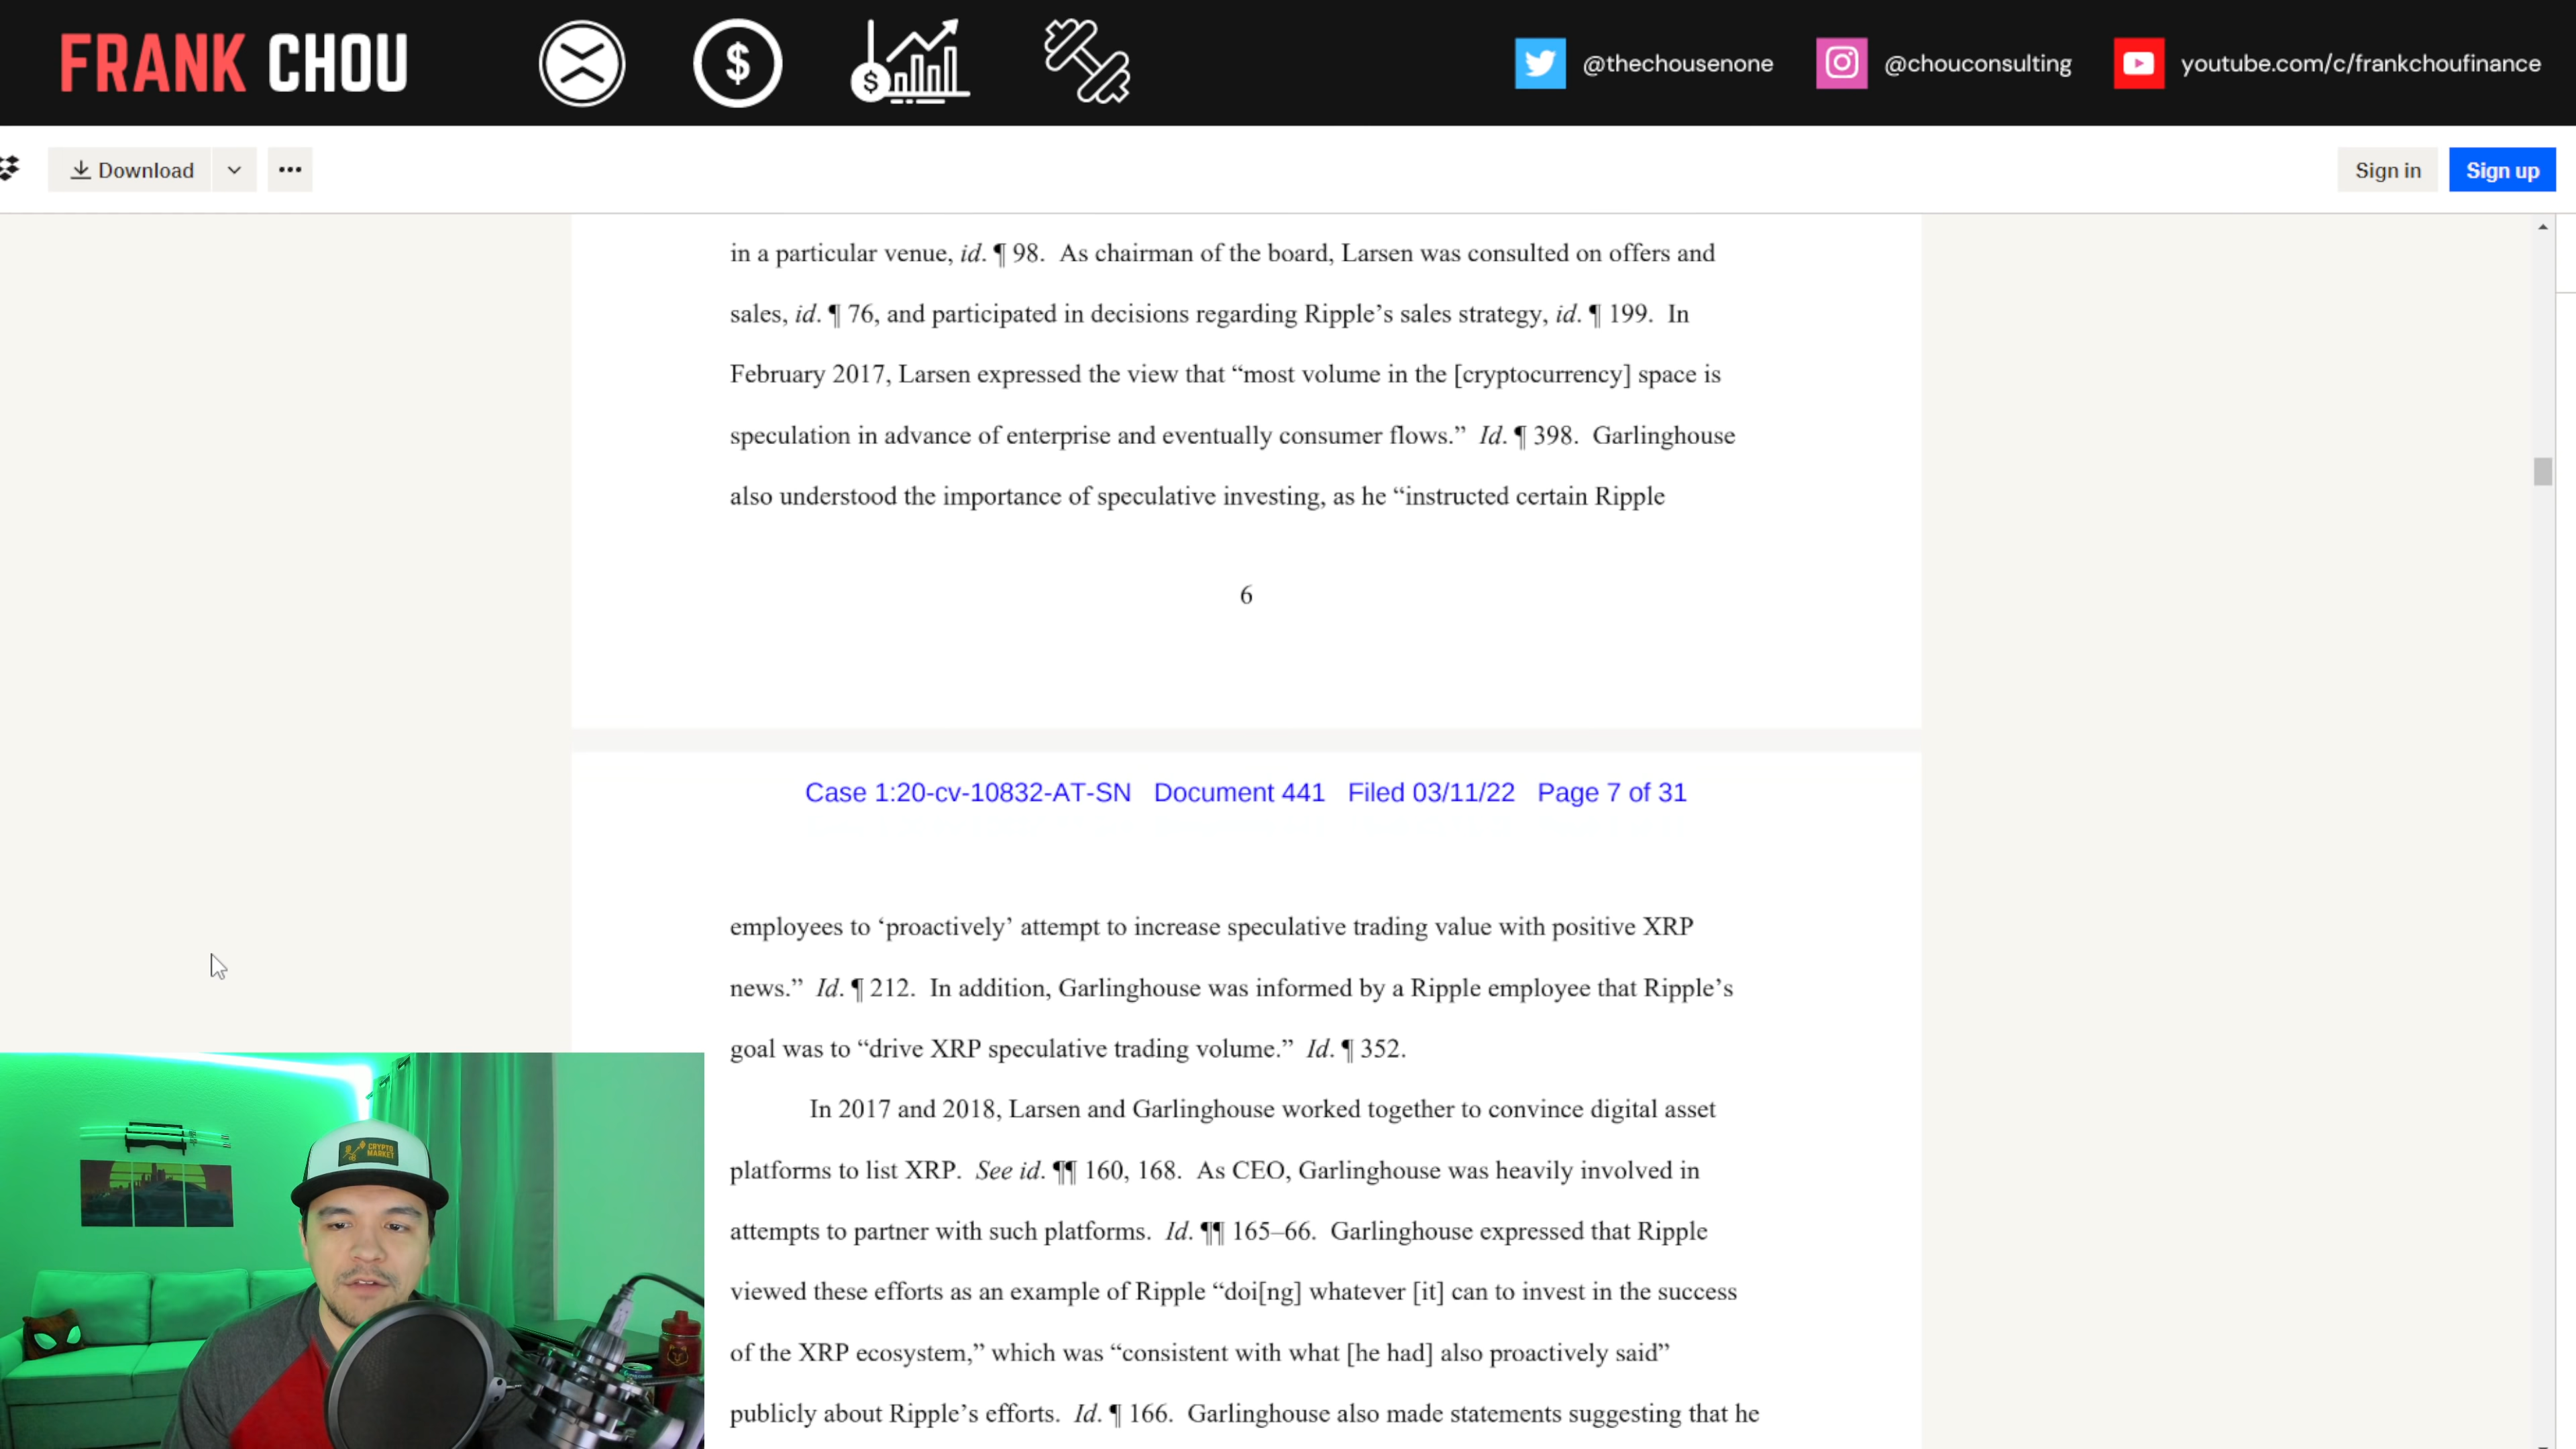 FRANK CHOU
@thechousenone
@chouconsulting
youtube.com/c/frankchoufinance
Download
Sign in
Sign up
in a particular venue, id. ¶ 98. As chairman of the board, Larsen was consulted on offers and
sales, id. ¶ 76, and participated in decisions regarding Ripple’s sales strategy, id. ¶ 199. In
February 2017, Larsen expressed the view that “most volume in the [cryptocurrency] space is
speculation in advance of enterprise and eventually consumer flows.” Id. ¶ 398. Garlinghouse
also understood the importance of speculative investing, as he “instructed certain Ripple
6
Case 1:20-cv-10832-AT-SN Document 441 Filed 03/11/22 Page 7 of 31
employees to ‘proactively’ attempt to increase speculative trading value with positive XRP
news.” Id. ¶ 212. In addition, Garlinghouse was informed by a Ripple employee that Ripple’s
goal was to “drive XRP speculative trading volume.” Id. ¶ 352.
In 2017 and 2018, Larsen and Garlinghouse worked together to convince digital asset
platforms to list XRP. See id. ¶¶ 160, 168. As CEO, Garlinghouse was heavily involved in
attempts to partner with such platforms. Id. ¶¶ 165–66. Garlinghouse expressed that Ripple
viewed these efforts as an example of Ripple “doi[ng] whatever [it] can to invest in the success
of the XRP ecosystem,” which was “consistent with what [he had] also proactively said”
publicly about Ripple’s efforts. Id. ¶ 166. Garlinghouse also made statements suggesting that he
CRYPTO
MARKET